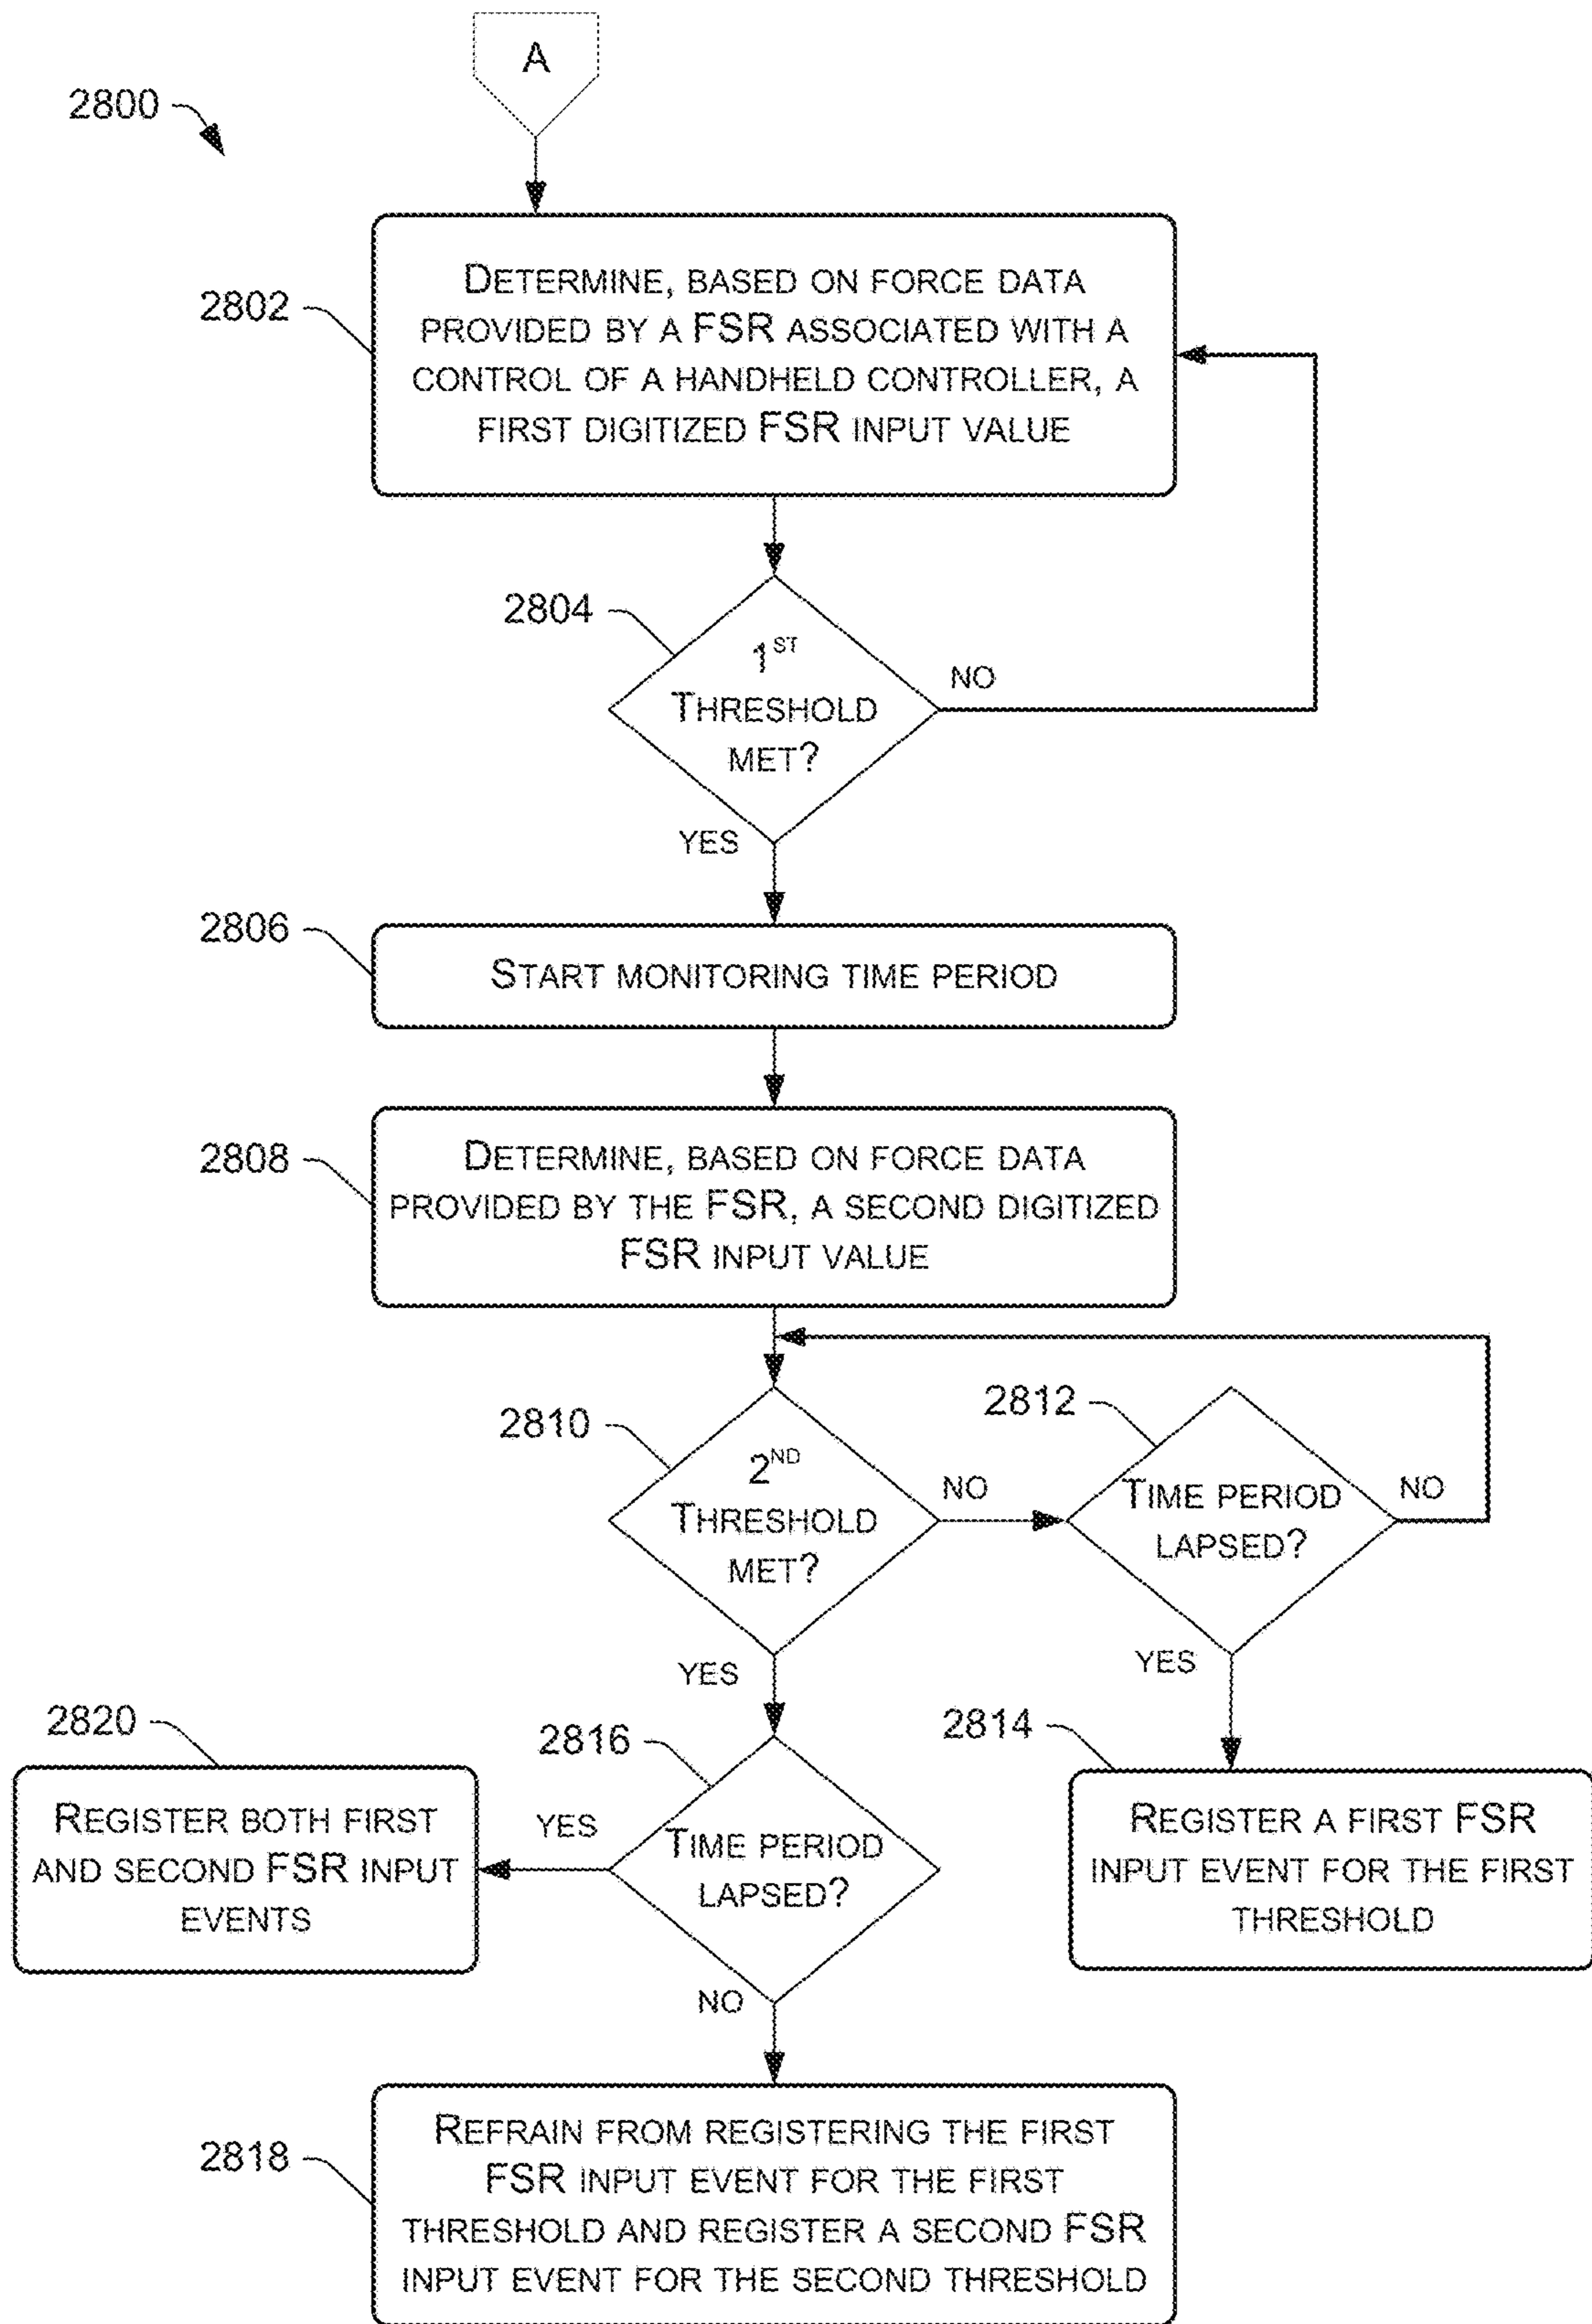 A
2800
2802
DETERMINE, BASED ON FORCE DATA
PROVIDED BY A FSR ASSOCIATED WITH A
CONTROL OF A HANDHELD CONTROLLER, A
FIRST DIGITIZED FSR INPUT VALUE
2804
1ST
THRESHOLD
MET?
NO
YES
2806
START MONITORING TIME PERIOD
2808
DETERMINE, BASED ON FORCE DATA
PROVIDED BY THE FSR, A SECOND DIGITIZED
FSR INPUT VALUE
2810
2ND
THRESHOLD
MET?
NO
2812
TIME PERIOD
LAPSED?
NO
YES
YES
2820
REGISTER BOTH FIRST
AND SECOND FSR INPUT
EVENTS
2816
TIME PERIOD
LAPSED?
YES
NO
2814
REGISTER A FIRST FSR
INPUT EVENT FOR THE FIRST
THRESHOLD
2818
REFRAIN FROM REGISTERING THE FIRST
FSR INPUT EVENT FOR THE FIRST
THRESHOLD AND REGISTER A SECOND FSR
INPUT EVENT FOR THE SECOND THRESHOLD